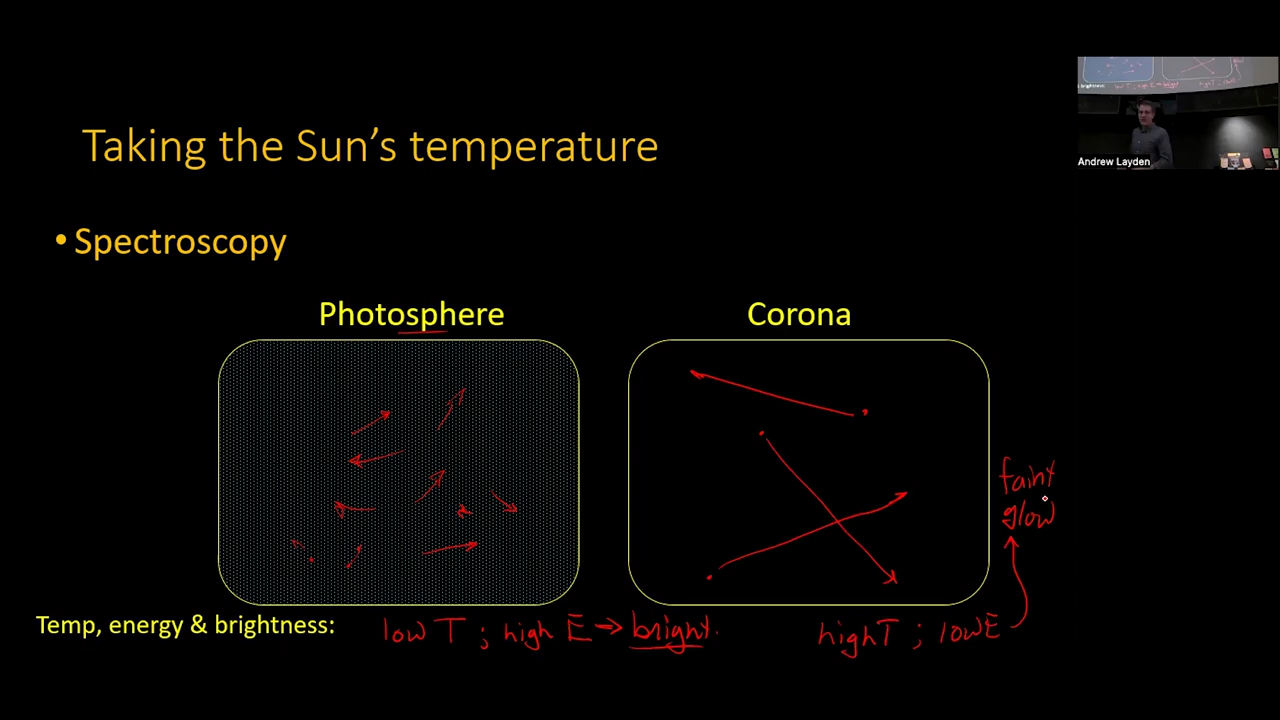 Taking the Sun’s temperature
• Spectroscopy
Photosphere
Corona
faint
glow
Temp, energy & brightness:
low T ; high E → bright.
high T ; low E
Andrew Layden